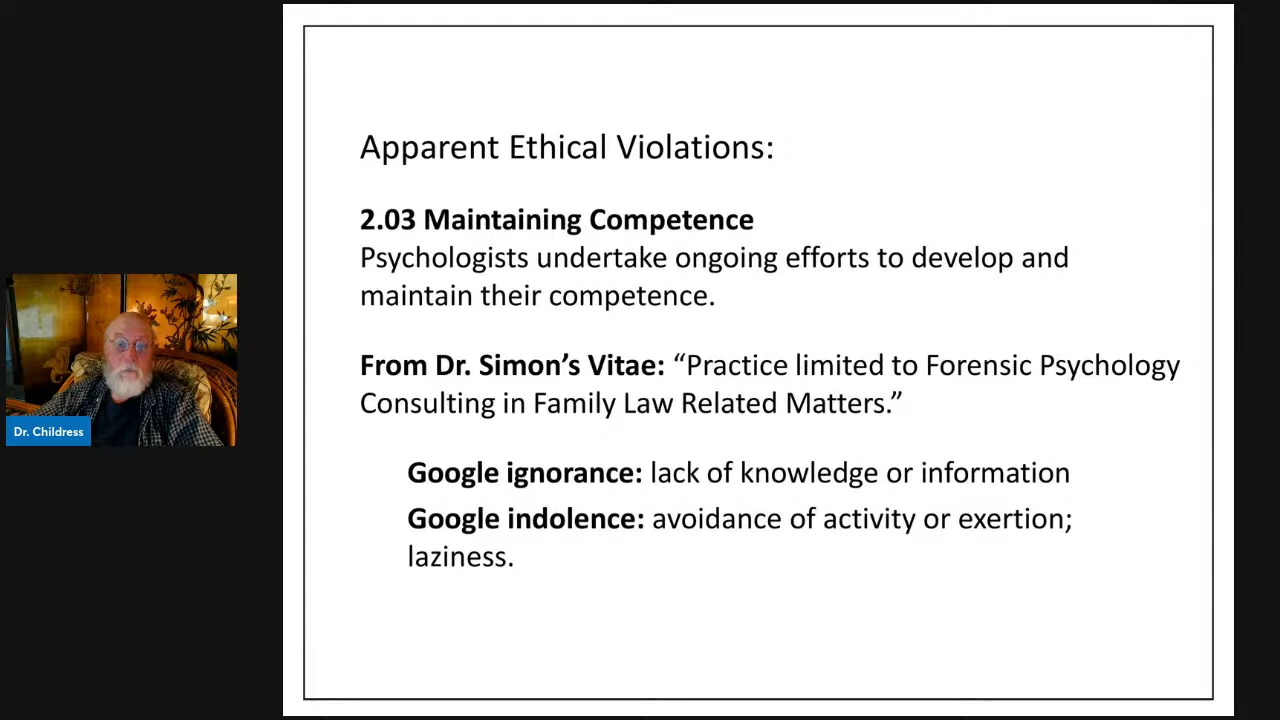 Apparent Ethical Violations:
2.03 Maintaining Competence
Psychologists undertake ongoing efforts to develop and
maintain their competence.
From Dr. Simon’s Vitae: “Practice limited to Forensic Psychology
Consulting in Family Law Related Matters.”
Google ignorance: lack of knowledge or information
Google indolence: avoidance of activity or exertion;
laziness.
Dr. Childress